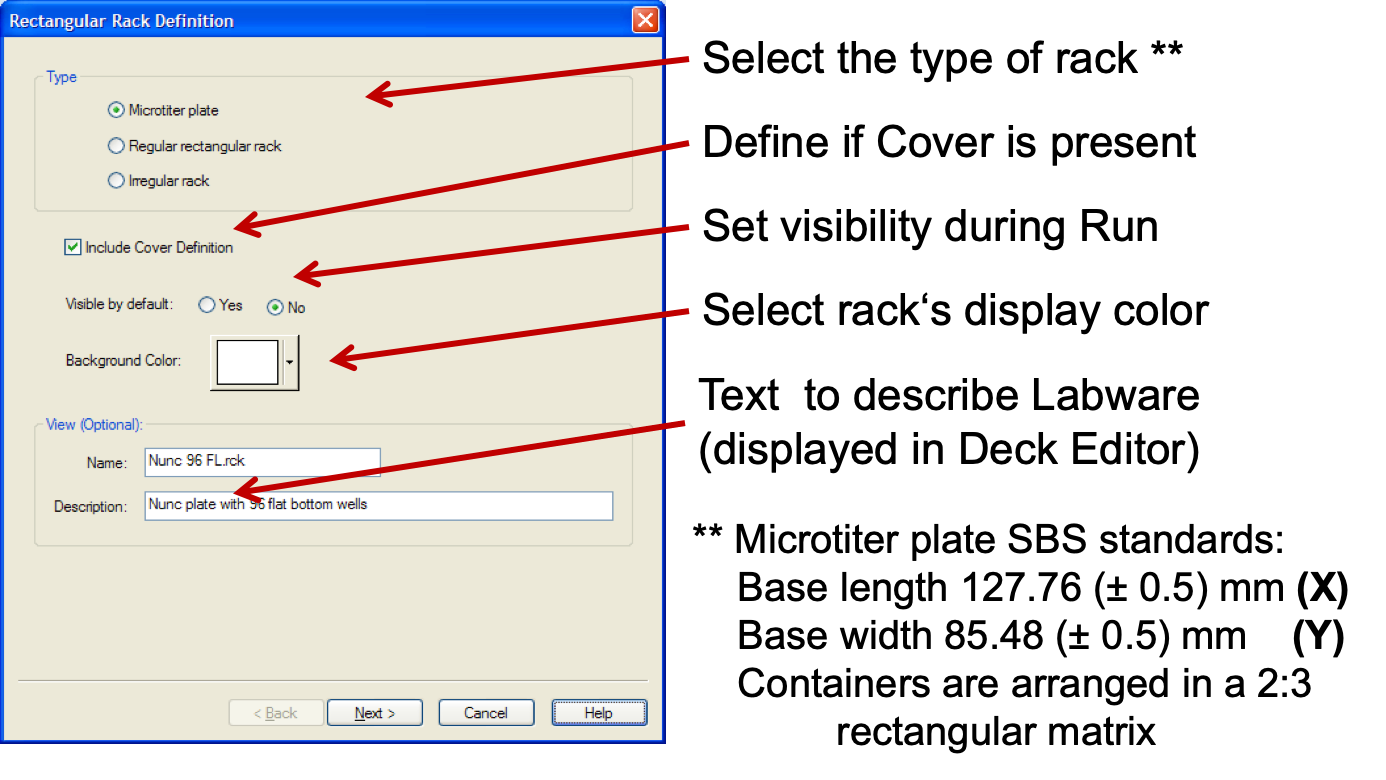 Rectangular Rack Definition
Type
Microtiter plate
Regular rectangular rack
Irregular rack
Include Cover Definition
Visible by default: Yes No
Background Color:
View (Optional):
Name: Nunc 96 FL.rck
Description: Nunc plate with 96 flat bottom wells
< Back Next > Cancel Help
Select the type of rack **
Define if Cover is present
Set visibility during Run
Select rack‘s display color
Text to describe Labware
(displayed in Deck Editor)
** Microtiter plate SBS standards:
Base length 127.76 (± 0.5) mm (X)
Base width 85.48 (± 0.5) mm (Y)
Containers are arranged in a 2:3
rectangular matrix